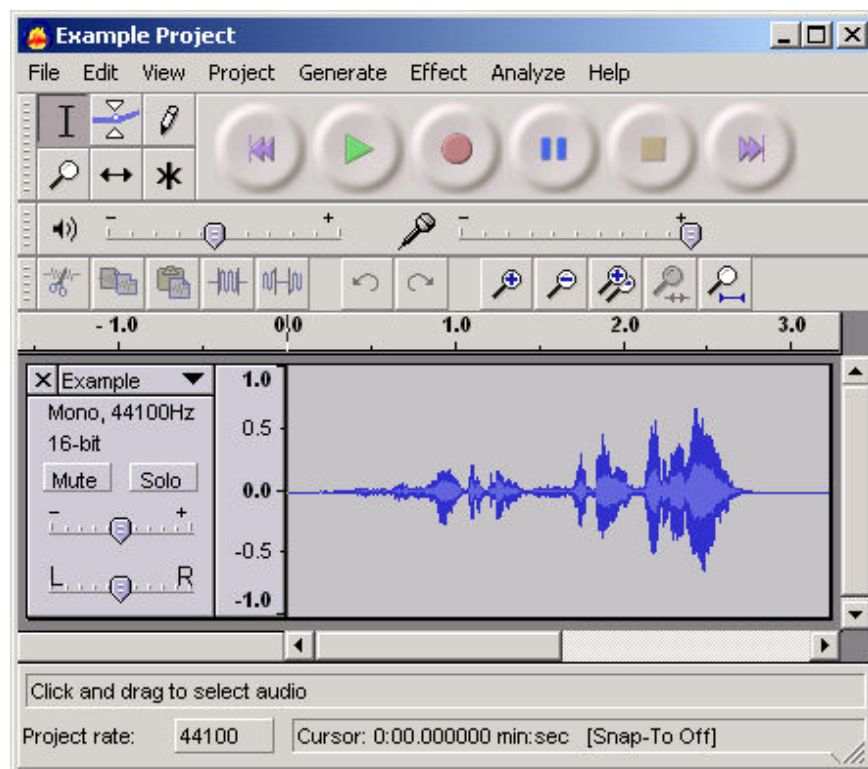 Example Project
File Edit View Project Generate Effect Analyze Help
- +
- +
- 1.0 0.0 1.0 2.0 3.0
Example
Mono, 44100Hz
16-bit
Mute Solo
- +
L R
1.0
0.5
0.0
-0.5
-1.0
Click and drag to select audio
Project rate: 44100 Cursor: 0:00.000000 min:sec [Snap-To Off]